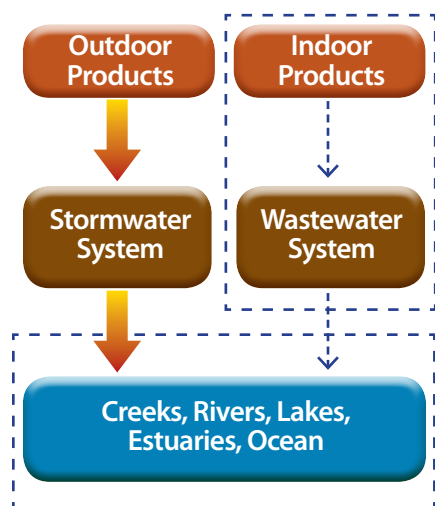 Outdoor
Products
Indoor
Products
Stormwater
System
Wastewater
System
Creeks, Rivers, Lakes,
Estuaries, Ocean